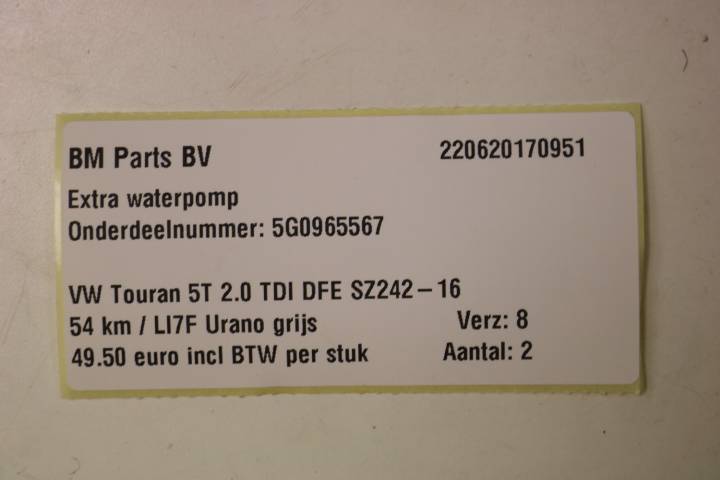 BM Parts BV 220620170951
Extra waterpomp
Onderdeelnummer: 5G0965567
VW Touran 5T 2.0 TDI DFE SZ242-16
54 km / LI7F Urano grijs Verz: 8
49.50 euro incl BTW per stuk Aantal: 2